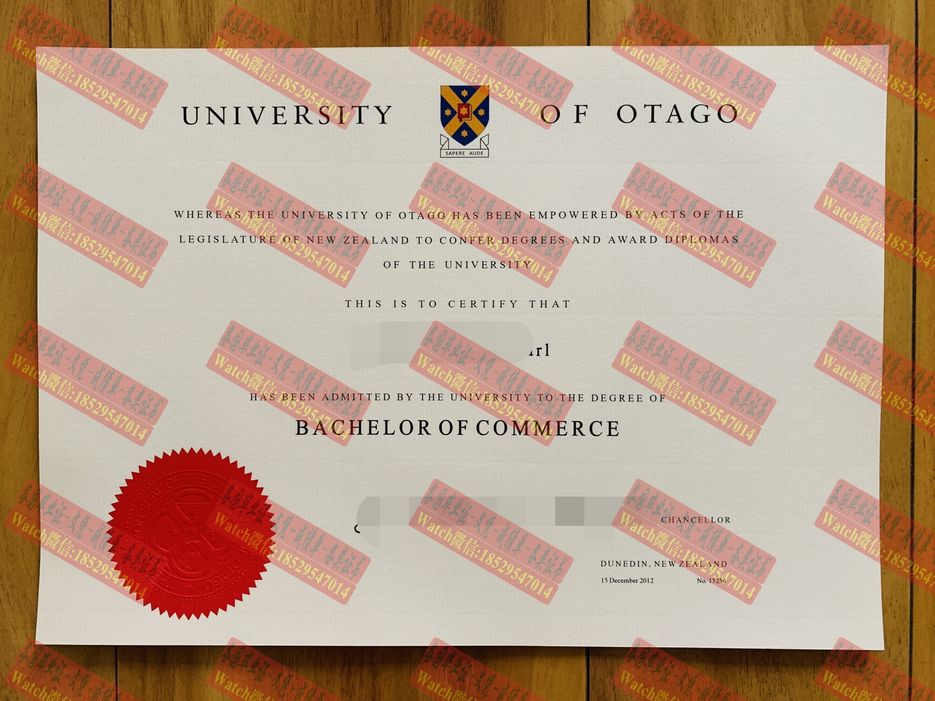 UNIVERSITY OF OTAGO
SAPERE AUDE
WHEREAS THE UNIVERSITY OF OTAGO HAS BEEN EMPOWERED BY ACTS OF THE
LEGISLATURE OF NEW ZEALAND TO CONFER DEGREES AND AWARD DIPLOMAS
OF THE UNIVERSITY
THIS IS TO CERTIFY THAT
HAS BEEN ADMITTED BY THE UNIVERSITY TO THE DEGREE OF
BACHELOR OF COMMERCE
CHANCELLOR
DUNEDIN, NEW ZEALAND
15 December 2012 No. 15256
Watch微信:18529547014